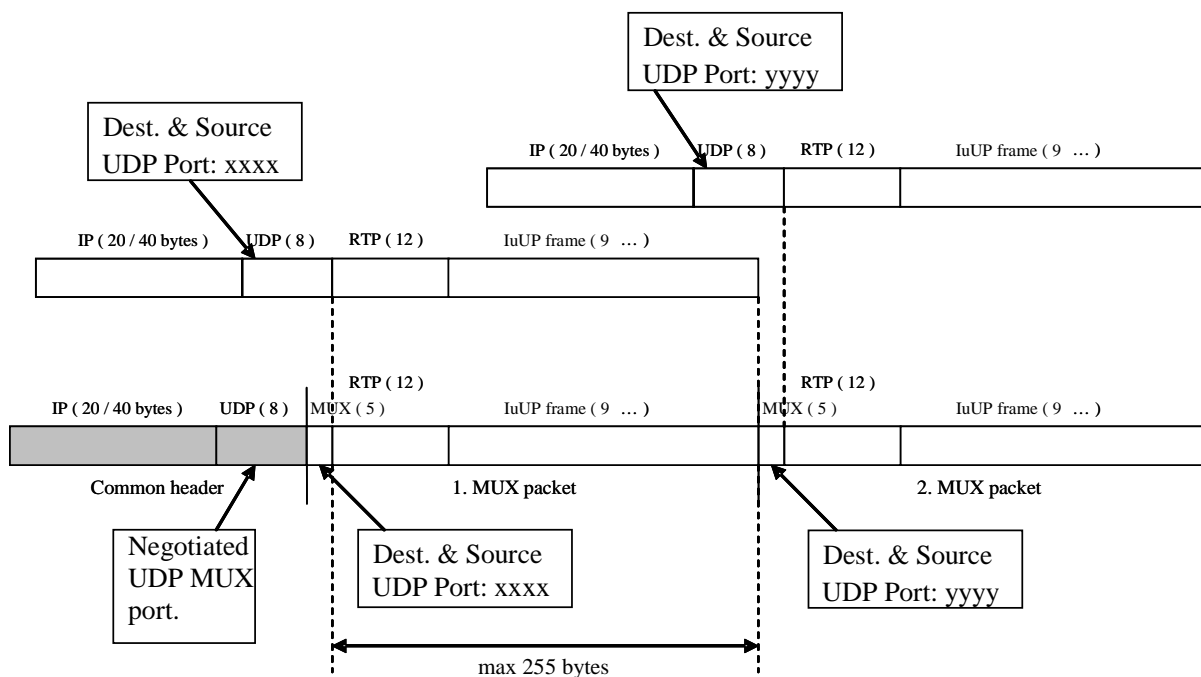 Dest. & Source
UDP Port: yyyy
Dest. & Source
UDP Port: xxxx
IP ( 20 / 40 bytes ) UDP ( 8 ) RTP ( 12 ) IuUP frame ( 9 … )
IP ( 20 / 40 bytes ) UDP ( 8 ) RTP ( 12 ) IuUP frame ( 9 … )
RTP ( 12 ) RTP ( 12 )
IP ( 20 / 40 bytes ) UDP ( 8 ) MUX ( 5 ) IuUP frame ( 9 … ) MUX ( 5 ) IuUP frame ( 9 … )
Common header 1. MUX packet 2. MUX packet
Negotiated
UDP MUX
port.
Dest. & Source
UDP Port: xxxx
Dest. & Source
UDP Port: yyyy
max 255 bytes